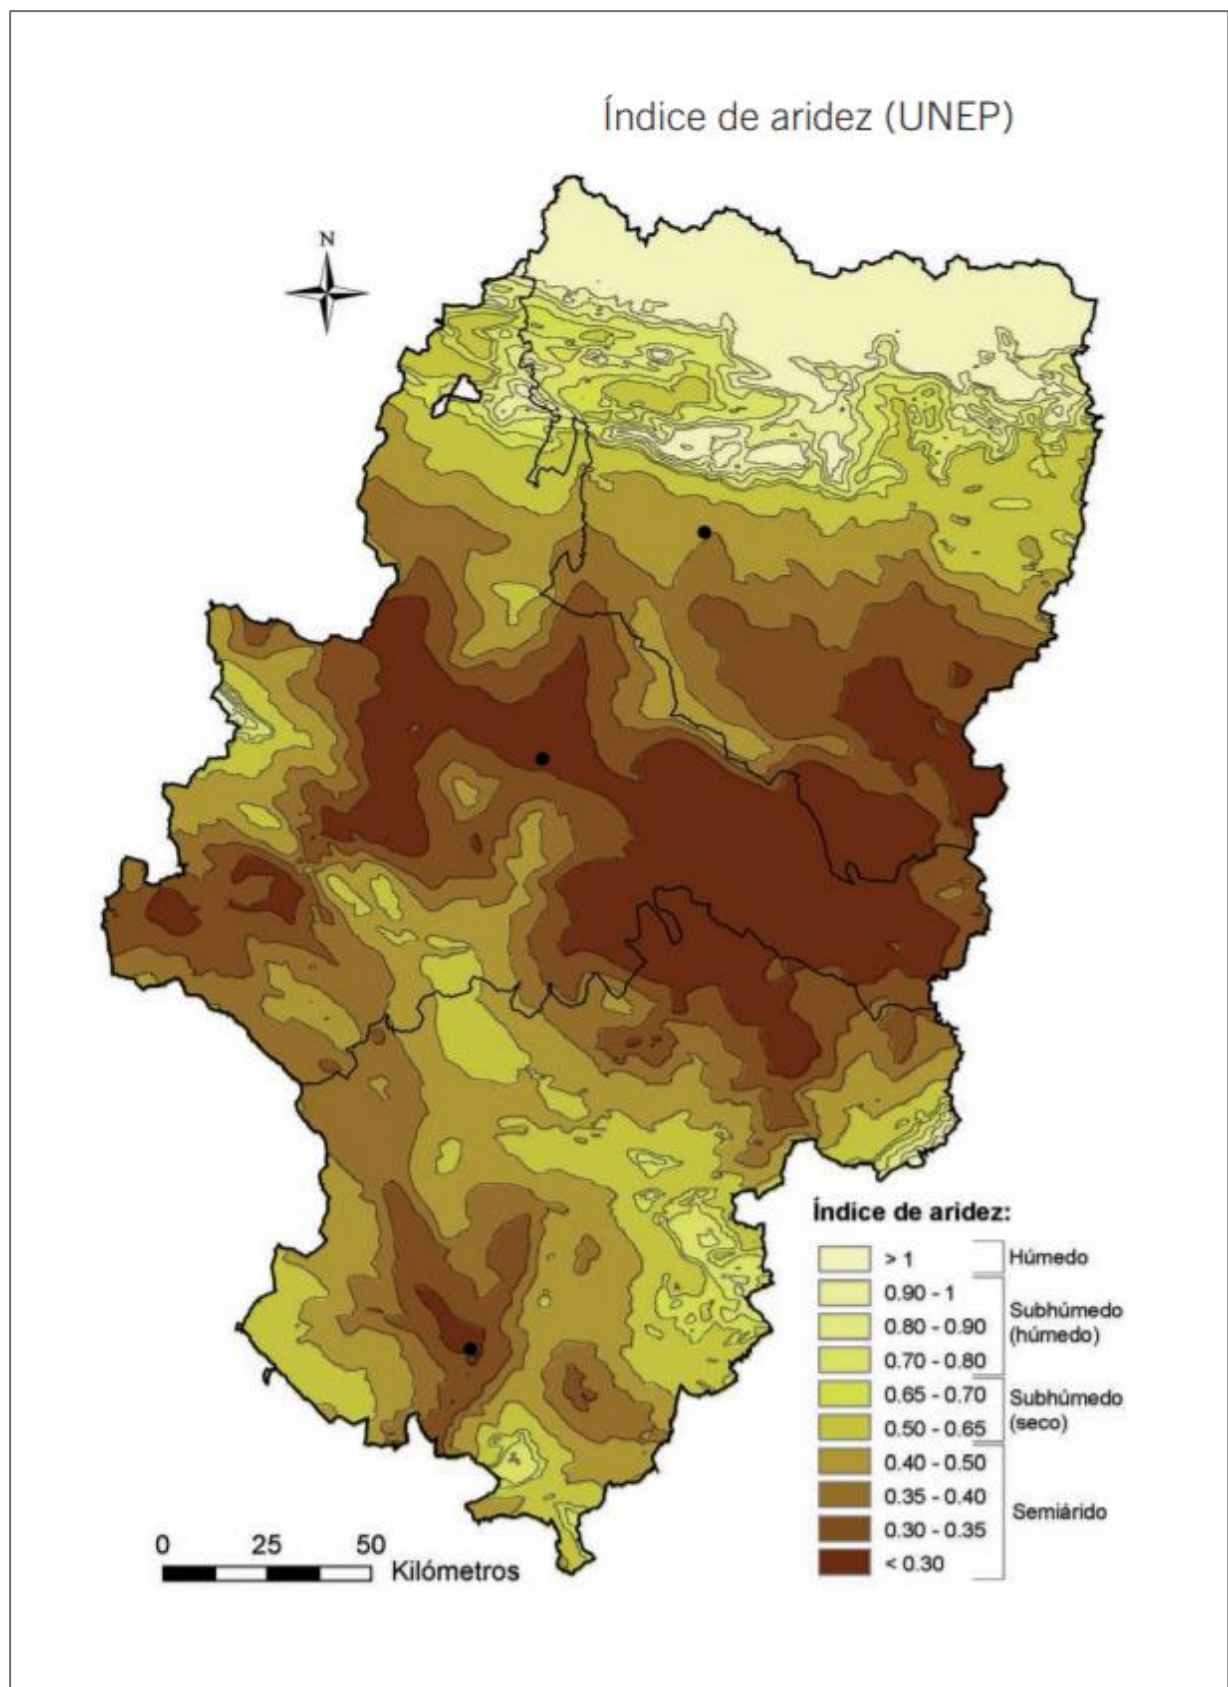 Índice de aridez (UNEP)
N
Índice de aridez:
> 1
Húmedo
0.90 - 1
0.80 - 0.90
0.70 - 0.80
Subhúmedo
(húmedo)
0.65 - 0.70
0.50 - 0.65
Subhúmedo
(seco)
0.40 - 0.50
0.35 - 0.40
0.30 - 0.35
< 0.30
Semiárido
0 25 50
Kilómetros